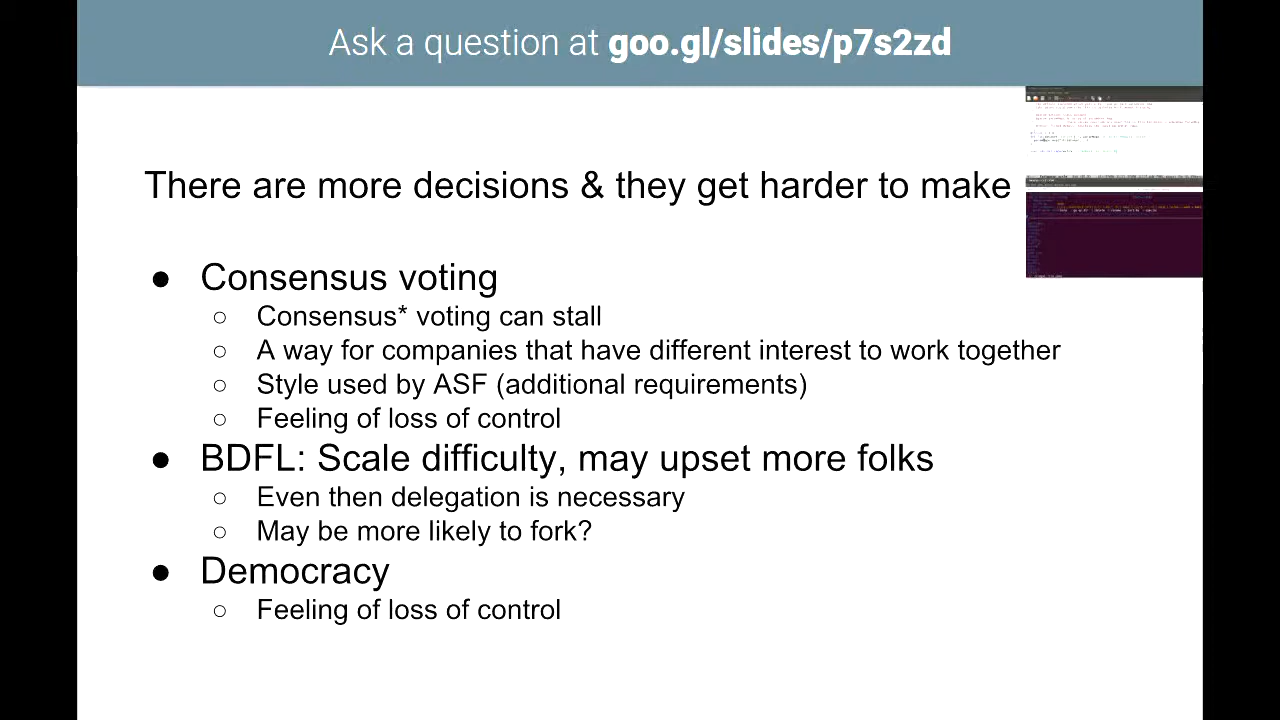 Ask a question at goo.gl/slides/p7s2zd
There are more decisions & they get harder to make
● Consensus voting
○ Consensus* voting can stall
○ A way for companies that have different interest to work together
○ Style used by ASF (additional requirements)
○ Feeling of loss of control
● BDFL: Scale difficulty, may upset more folks
○ Even then delegation is necessary
○ May be more likely to fork?
● Democracy
○ Feeling of loss of control